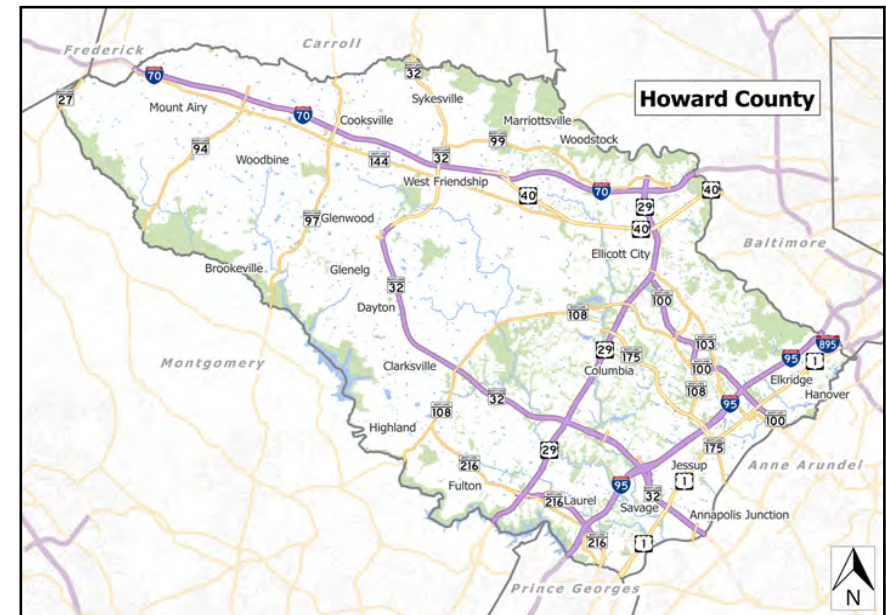 Frederick
Carroll
Howard County
70
32
27
Mount Airy
Sykesville
70
Cooksville
Marriottsville
99
Woodstock
94
Woodbine
144
32
West Friendship
70
40
40
29
97
Glenwood
40
Baltimore
Ellicott City
Brookeville
Glenelg
32
100
Dayton
108
Montgomery
29
175
103
895
95
1
Clarksville
Columbia
100
Elkridge
32
108
Hanover
95
108
100
Highland
29
175
216
Jessup
Anne Arundel
Fulton
95
1
32
216
Laurel
Savage
Annapolis Junction
216
1
Prince Georges
N